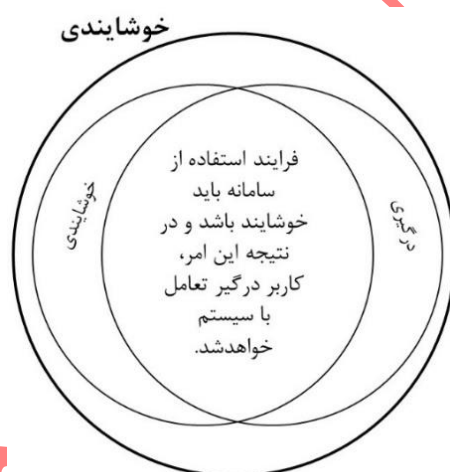 خوشایندی
خوشایندی
درگیری
فرایند استفاده از
سامانه باید
خوشایند باشد و در
نتیجه این امر،
کاربر درگیر تعامل
با سیستم
خواهدشد.